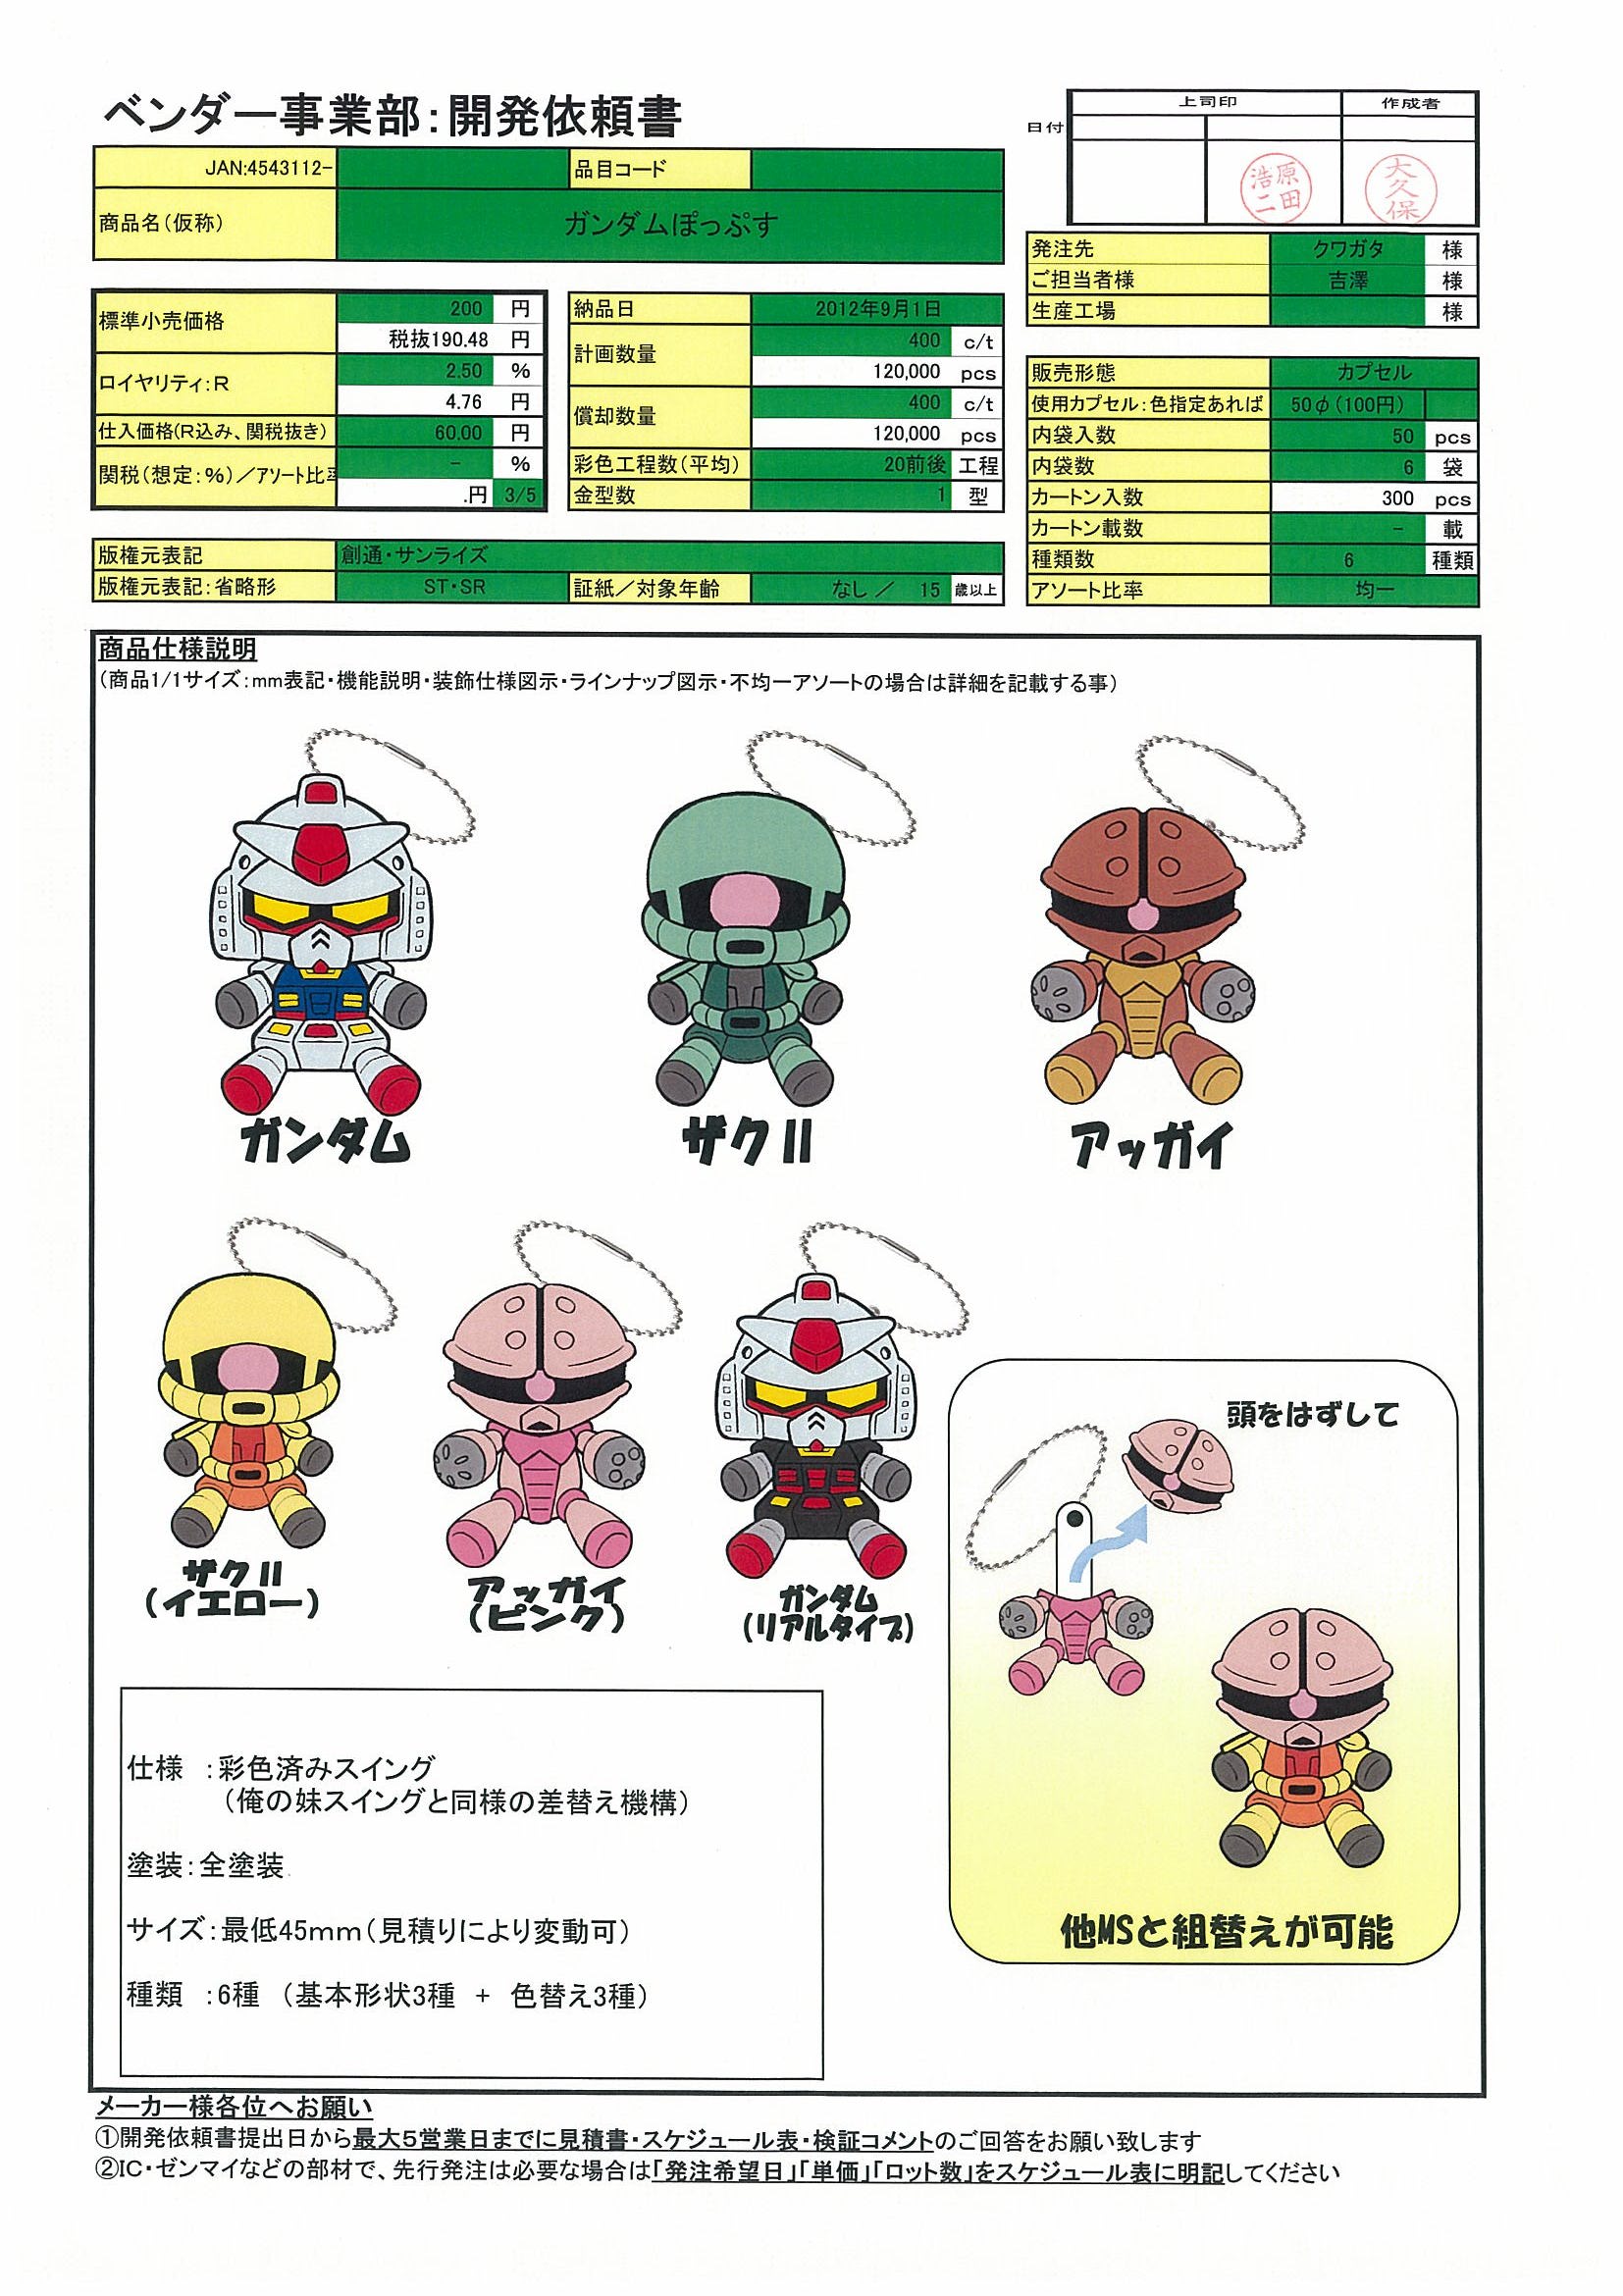 ベンダー事業部：開発依頼書
上司印
作成者
日付
浩二 原田
大久保
JAN:4543112-
品目コード
商品名（仮称）
ガンダムぽっぷす
発注先 クワガタ 様
ご担当者様 吉澤 様
生産工場 様
標準小売価格 200 円
税抜190.48 円
ロイヤリティ：R 2.50 %
4.76 円
仕入価格（R込み、関税抜き） 60.00 円
関税（想定：%）／アソート比率 - %
.円 3/5
納品日 2012年9月1日
計画数量 400 c/t
120,000 pcs
償却数量 400 c/t
120,000 pcs
彩色工程数（平均） 20前後 工程
金型数 1 型
販売形態 カプセル
使用カプセル：色指定あれば 50φ（100円）
内袋入数 50 pcs
内袋数 6 袋
カートン入数 300 pcs
カートン載数 - 載
種類数 6 種類
アソート比率 均一
版権元表記 創通・サンライズ
版権元表記：省略形 ST・SR 証紙／対象年齢 なし ／ 15 歳以上
商品仕様説明
（商品1/1サイズ：mm表記・機能説明・装飾仕様図示・ラインナップ図示・不均一アソートの場合は詳細を記載する事）
ガンダム
ザクⅡ
アッガイ
ザクⅡ
（イエロー）
アッガイ
（ピンク）
ガンダム
（リアルタイプ）
頭をはずして
他MSと組替えが可能
仕様 ：彩色済みスイング
（俺の妹スイングと同様の差替え機構）
塗装：全塗装
サイズ：最低45mm（見積りにより変動可）
種類 ：6種 （基本形状3種 + 色替え3種）
メーカー様各位へお願い
①開発依頼書提出日から最大５営業日までに見積書・スケジュール表・検証コメントのご回答をお願い致します
②IC・ゼンマイなどの部材で、先行発注は必要な場合は「発注希望日」「単価」「ロット数」をスケジュール表に明記してください